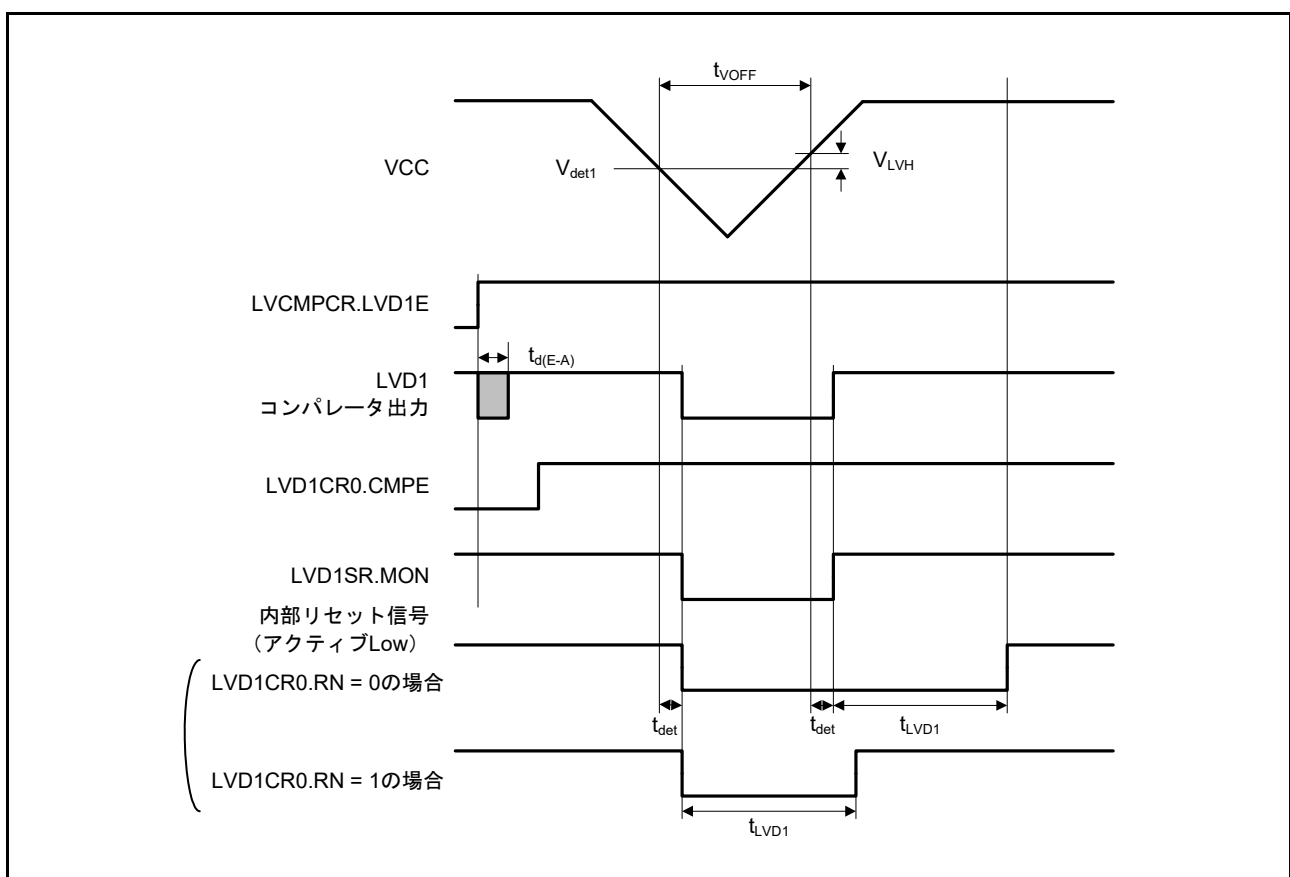 tVOFF
VCC
Vdet1
VLVH
LVCMPCR.LVD1E
td(E-A)
LVD1
コンパレータ出力
LVD1CR0.CMPE
LVD1SR.MON
内部リセット信号
（アクティブLow）
LVD1CR0.RN = 0の場合
tdet
tdet
tLVD1
LVD1CR0.RN = 1の場合
tLVD1